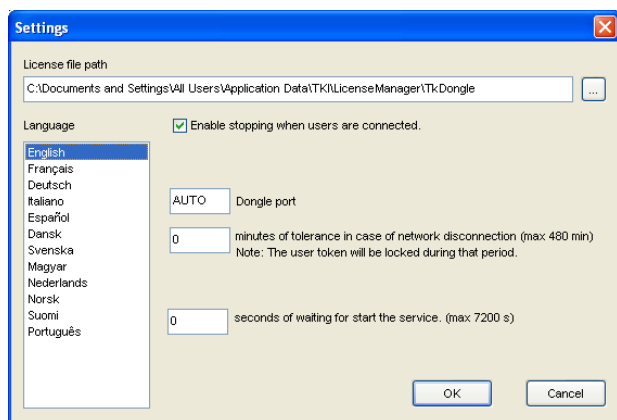 Settings
License file path
C:\Documents and Settings\All Users\Application Data\TKI\LicenseManager\TkDongle
...
Language
Enable stopping when users are connected.
English
Français
Deutsch
Italiano
Español
Dansk
Svenska
Magyar
Nederlands
Norsk
Suomi
Português
AUTO Dongle port
0 minutes of tolerance in case of network disconnection (max 480 min)
Note: The user token will be locked during that period.
0 seconds of waiting for start the service. (max 7200 s)
OK Cancel